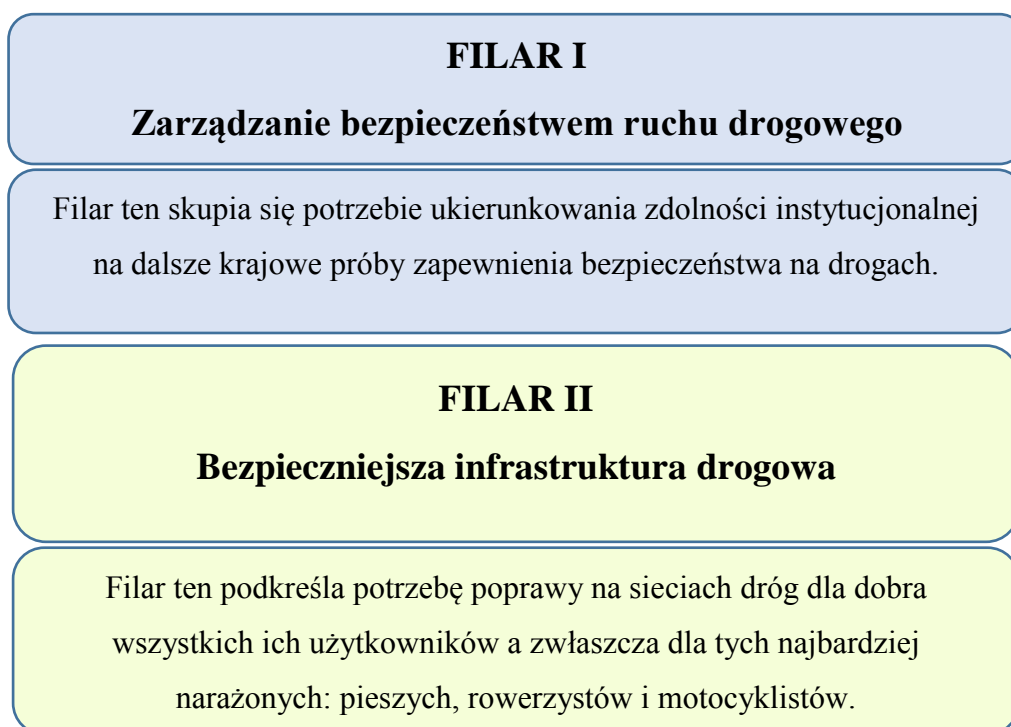 FILAR I
Zarządzanie bezpieczeństwem ruchu drogowego
Filar ten skupia się potrzebie ukierunkowania zdolności instytucjonalnej
na dalsze krajowe próby zapewnienia bezpieczeństwa na drogach.
FILAR II
Bezpieczniejsza infrastruktura drogowa
Filar ten podkreśla potrzebę poprawy na sieciach dróg dla dobra
wszystkich ich użytkowników a zwłaszcza dla tych najbardziej
narażonych: pieszych, rowerzystów i motocyklistów.